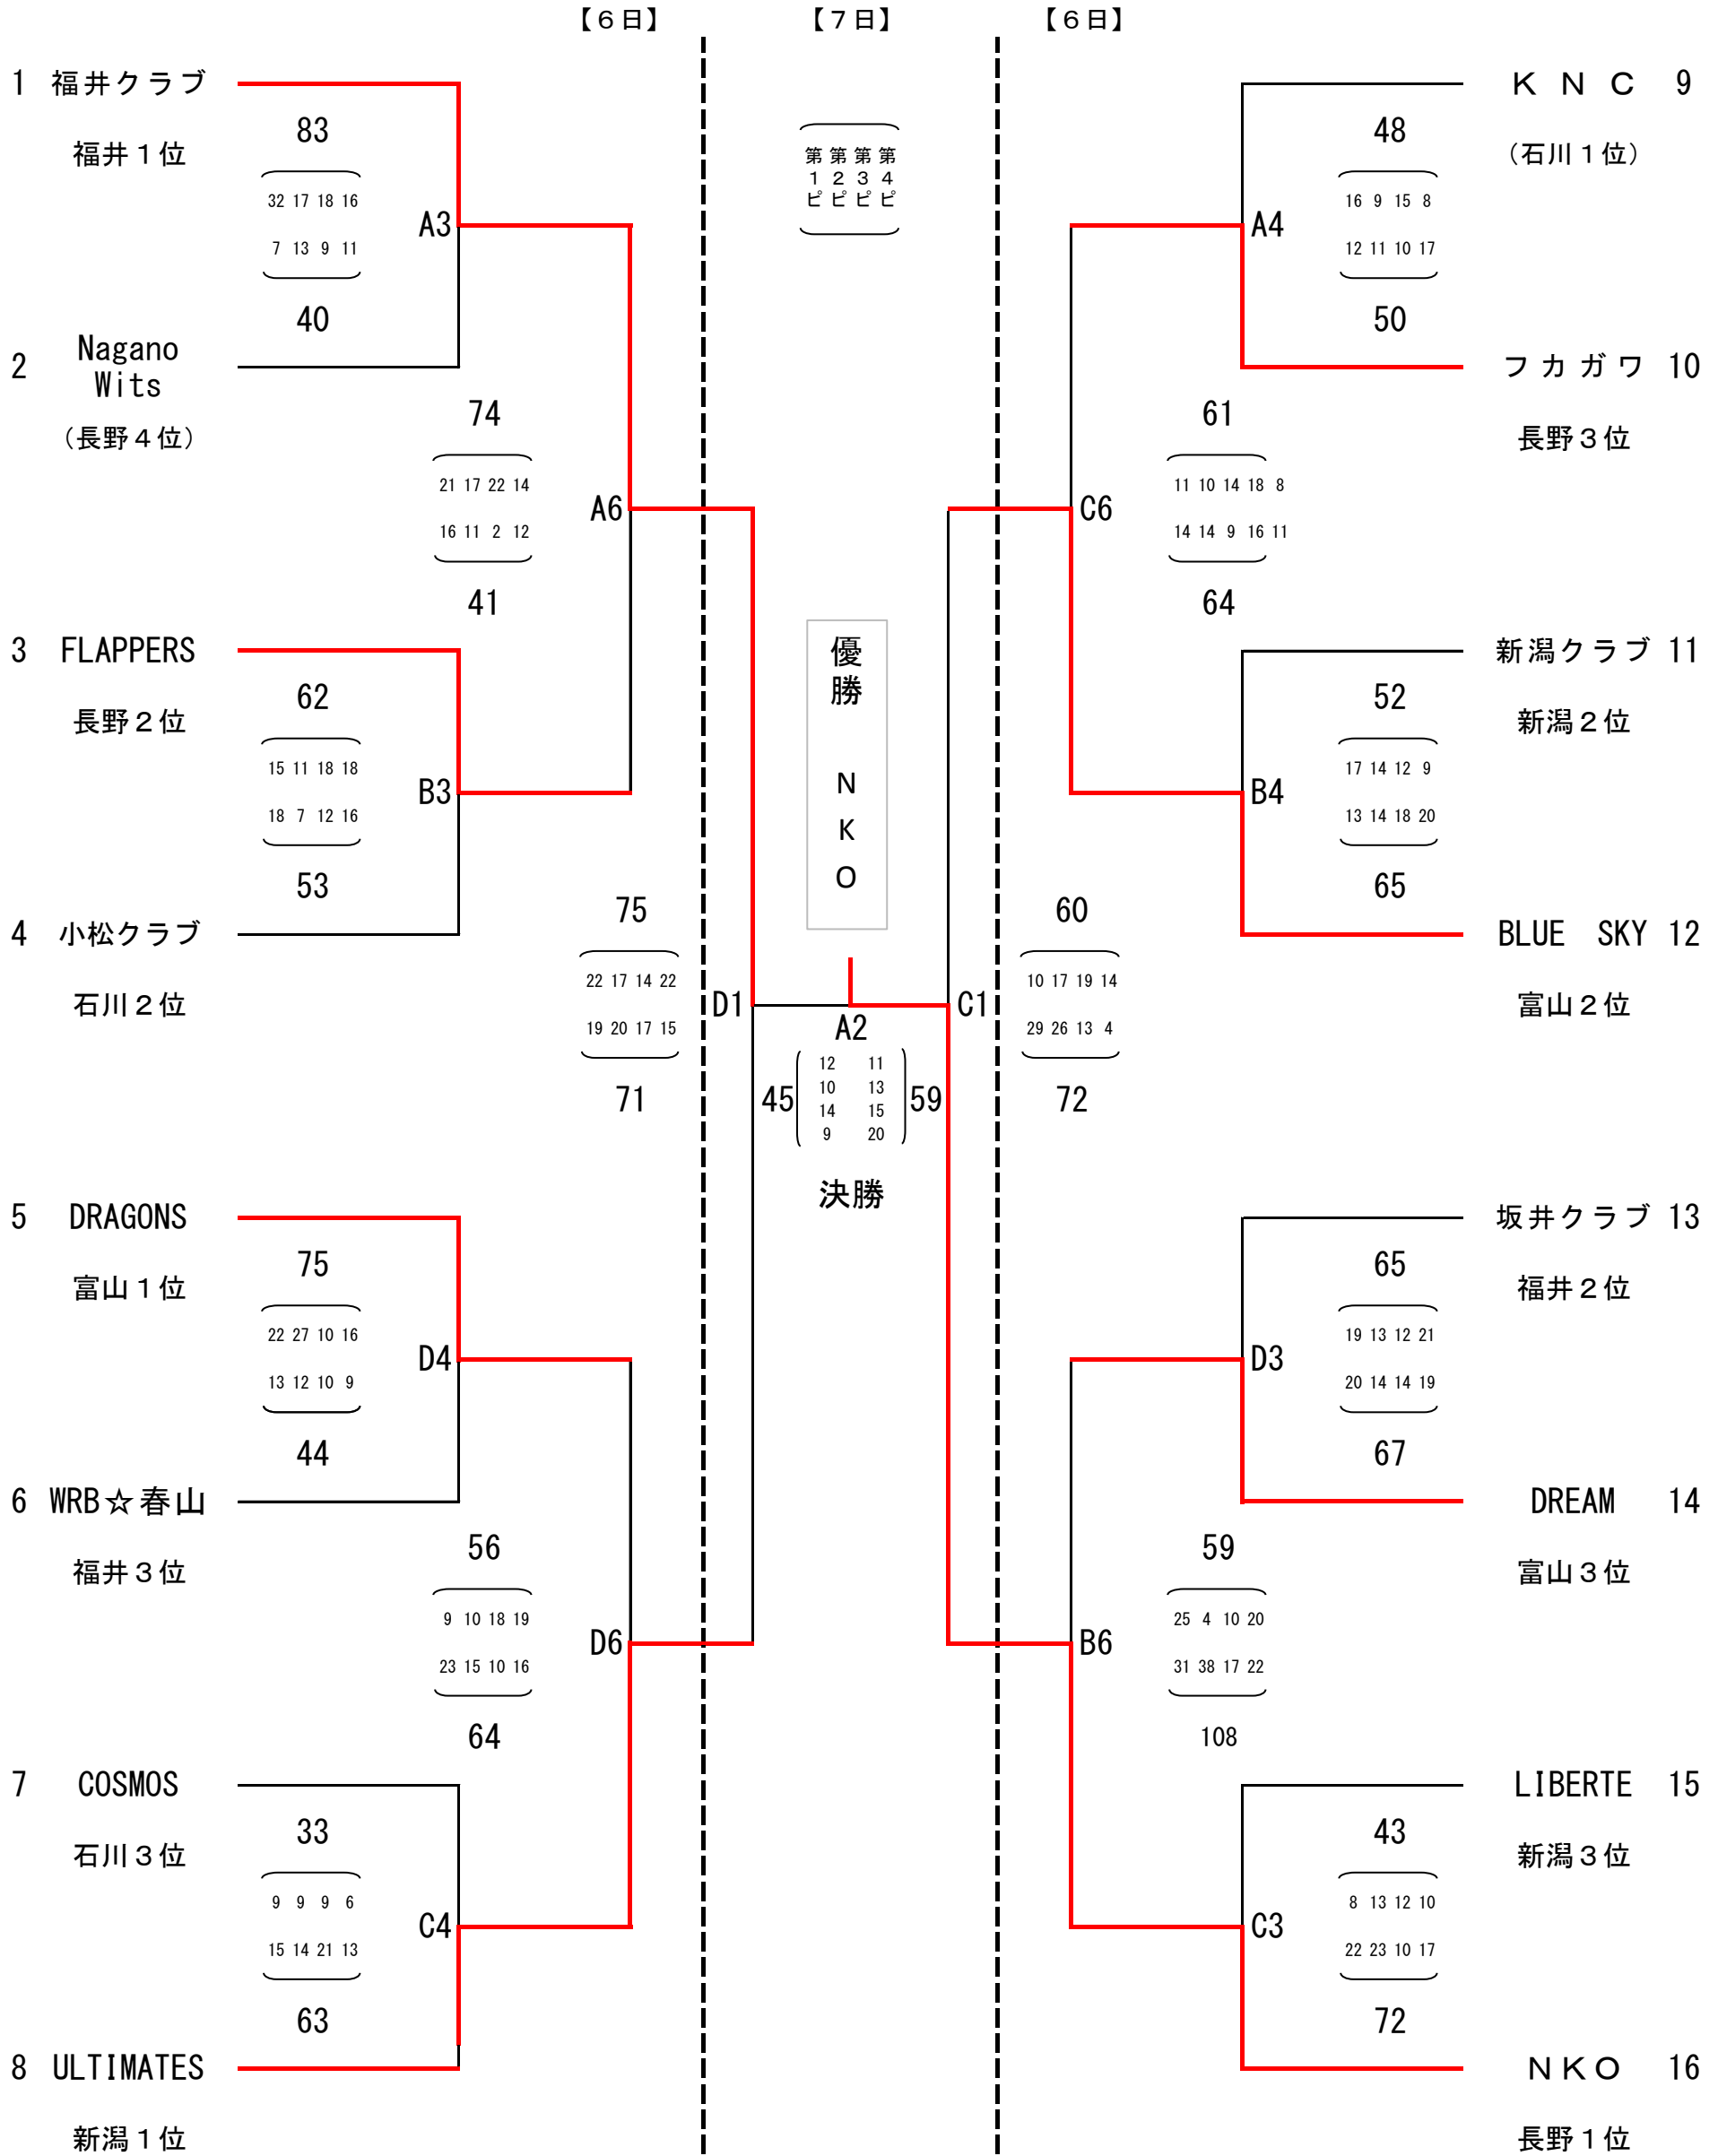 【６日】 【７日】 【６日】
1 福井クラブ
福井１位
83
32 17 18 16
7 13 9 11
40
A3
2 Nagano
Wits
（長野４位）
74
21 17 22 14
16 11 2 12
41
A6
3 FLAPPERS
長野２位
62
15 11 18 18
18 7 12 16
53
B3
4 小松クラブ
石川２位
75
22 17 14 22
19 20 17 15
71
D1
5 DRAGONS
富山１位
75
22 27 10 16
13 12 10 9
44
D4
6 WRB☆春山
福井３位
56
9 10 18 19
23 15 10 16
64
D6
7 COSMOS
石川３位
33
9 9 9 6
15 14 21 13
63
C4
8 ULTIMATES
新潟１位
第１ピ
第２ピ
第３ピ
第４ピ
優勝 ＮＫＯ
A2
45
12 11
10 13
14 15
9 20
59
決勝
ＫＮＣ 9
（石川１位）
48
16 9 15 8
12 11 10 17
50
A4
フカガワ 10
長野３位
61
11 10 14 18 8
14 14 9 16 11
64
C6
新潟クラブ 11
新潟２位
52
17 14 12 9
13 14 18 20
65
B4
BLUE　SKY 12
富山２位
60
10 17 19 14
29 26 13 4
72
C1
坂井クラブ 13
福井２位
65
19 13 12 21
20 14 14 19
67
D3
DREAM 14
富山３位
59
25 4 10 20
31 38 17 22
108
B6
LIBERTE 15
新潟３位
43
8 13 12 10
22 23 10 17
72
C3
ＮＫＯ 16
長野１位